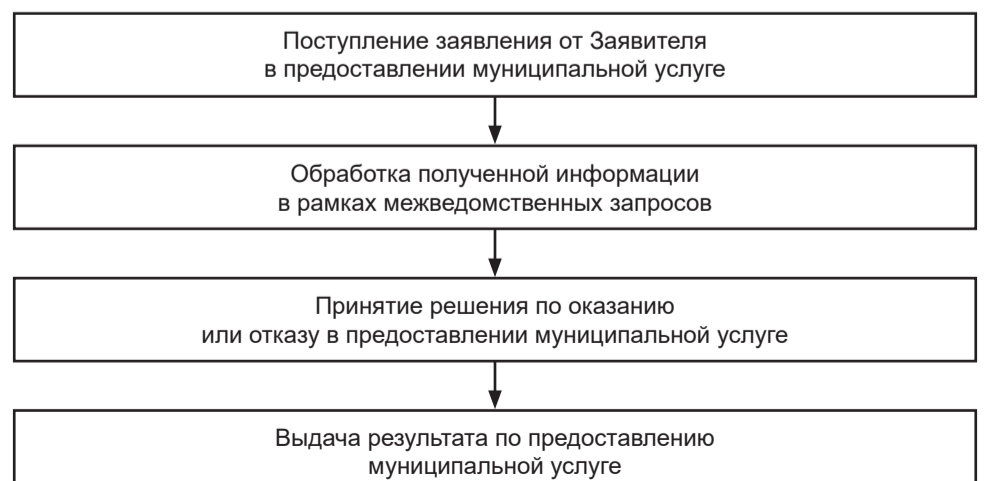 Поступление заявления от Заявителя
в предоставлении муниципальной услуге
Обработка полученной информации
в рамках межведомственных запросов
Принятие решения по оказанию
или отказу в предоставлении муниципальной услуге
Выдача результата по предоставлению
муниципальной услуге